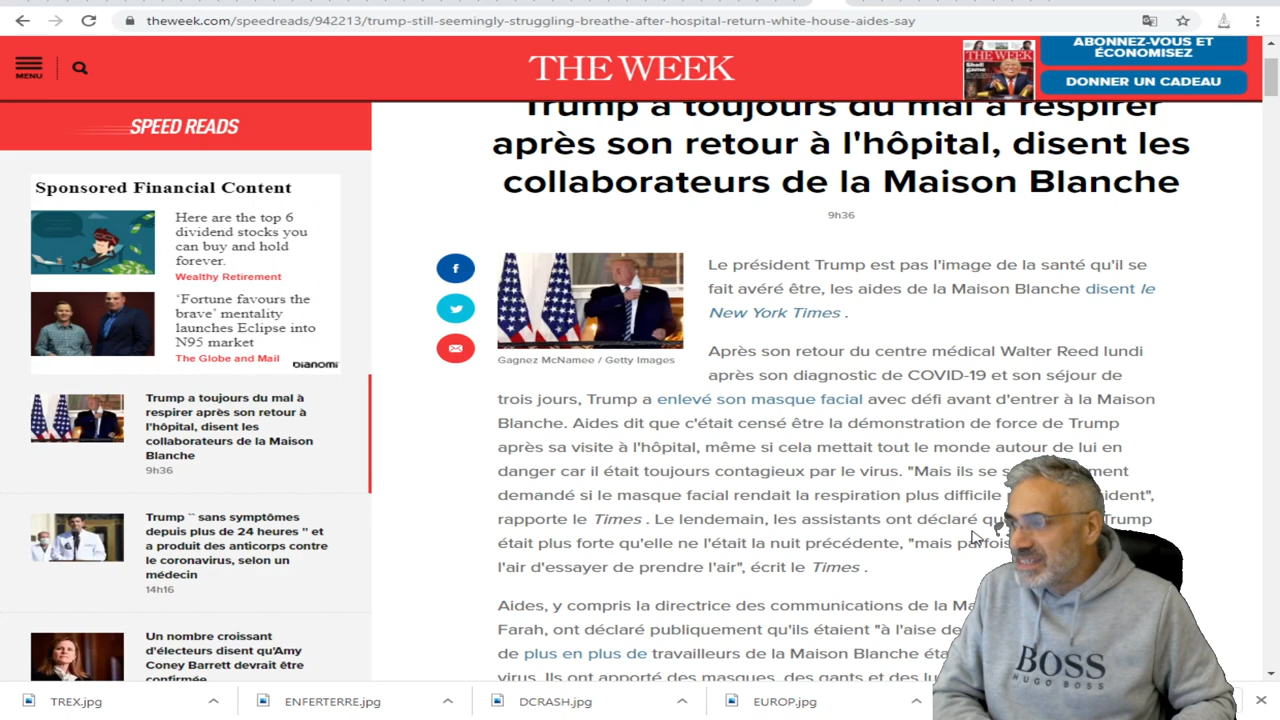 theweek.com/speedreads/942213/trump-still-seemingly-struggling-breathe-after-hospital-return-white-house-aides-say
MENU
THE WEEK
THE WEEK
ABONNEZ-VOUS ET
ÉCONOMISEZ
DONNER UN CADEAU
SPEED READS
Sponsored Financial Content
Here are the top 6
dividend stocks you
can buy and hold
forever.
Wealthy Retirement
'Fortune favours the
brave' mentality
launches Eclipse into
N95 market
The Globe and Mail
bianomi
Trump a toujours du mal à
respirer après son retour à
l'hôpital, disent les
collaborateurs de la Maison
Blanche
9h36
Trump `` sans symptômes
depuis plus de 24 heures '' et
a produit des anticorps contre
le coronavirus, selon un
médecin
14h16
Un nombre croissant
d'électeurs disent qu'Amy
Coney Barrett devrait être
confirmée
Trump a toujours du mal à respirer
après son retour à l'hôpital, disent les
collaborateurs de la Maison Blanche
9h36
Gagnez McNamee / Getty Images
Le président Trump est pas l'image de la santé qu'il se
fait avéré être, les aides de la Maison Blanche disent le
New York Times .
Après son retour du centre médical Walter Reed lundi
après son diagnostic de COVID-19 et son séjour de
trois jours, Trump a enlevé son masque facial avec défi avant d'entrer à la Maison
Blanche. Aides dit que c'était censé être la démonstration de force de Trump
après sa visite à l'hôpital, même si cela mettait tout le monde autour de lui en
danger car il était toujours contagieux par le virus. "Mais ils se
demandé si le masque facial rendait la respiration plus difficile
rapporte le Times . Le lendemain, les assistants ont déclaré Trump
était plus forte qu'elle ne l'était la nuit précédente, "mais
l'air d'essayer de prendre l'air", écrit le Times .
Aides, y compris la directrice des communications de la
Farah, ont déclaré publiquement qu'ils étaient "à l'aise
de plus en plus de travailleurs de la Maison Blanche
virus. Ils ont apporté des masques, des gants et des
BOSS
HUGO BOSS
TREX.jpg
ENFERTERRE.jpg
DCRASH.jpg
EUROP.jpg